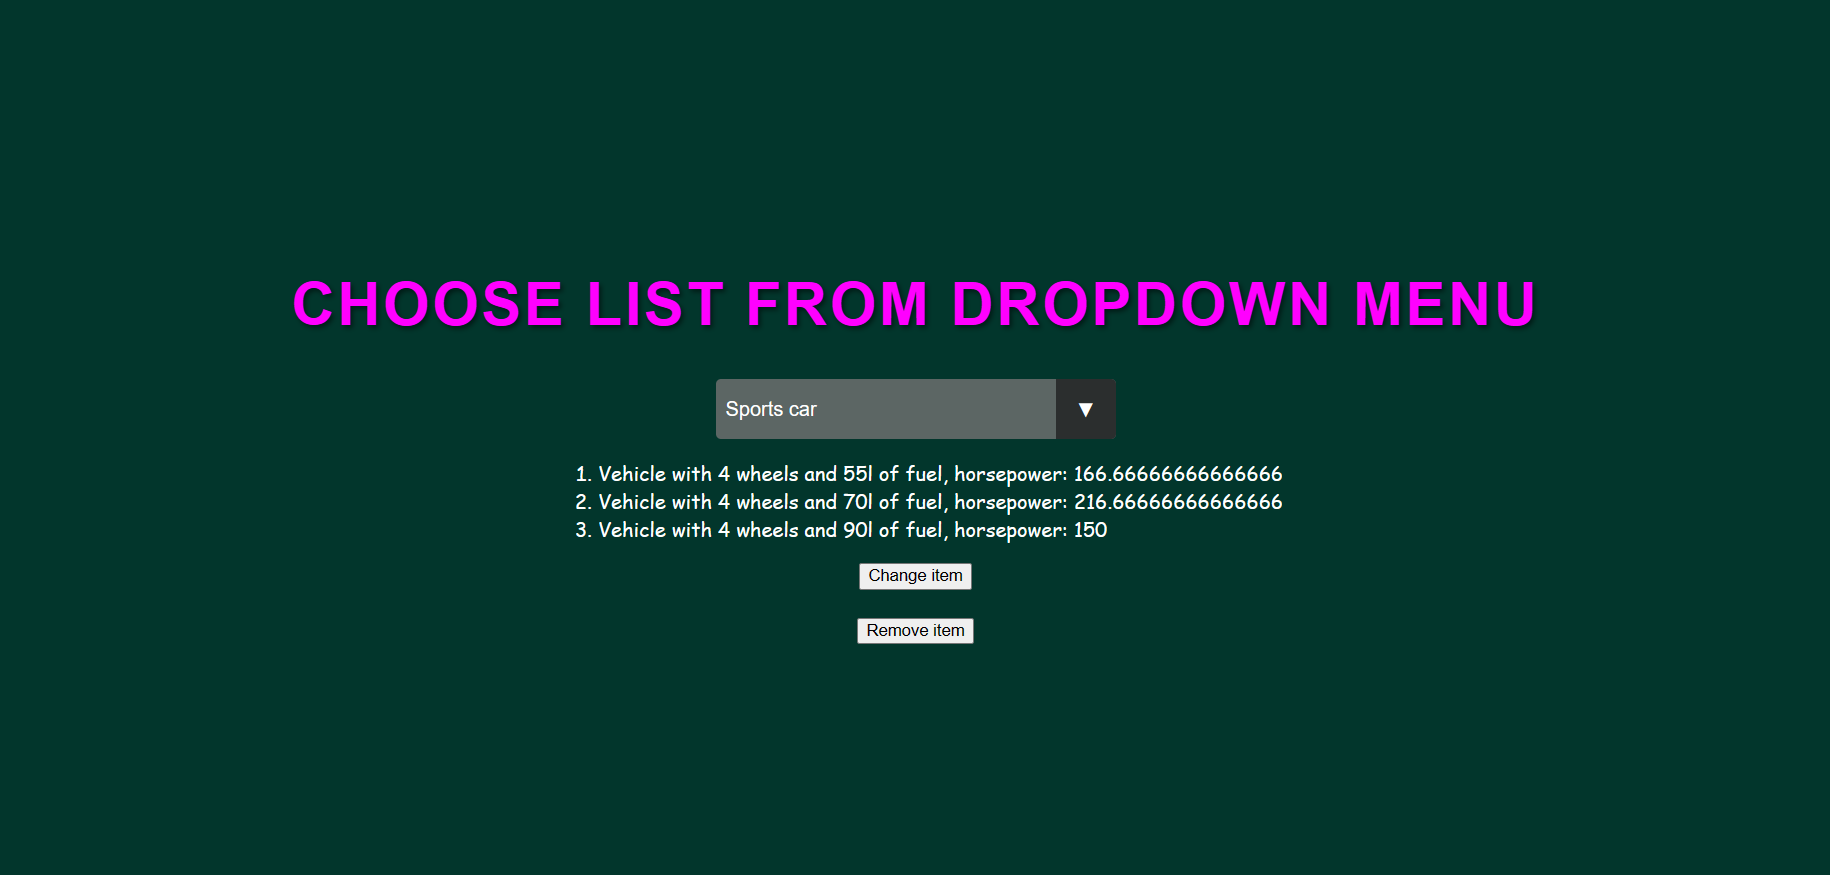 CHOOSE LIST FROM DROPDOWN MENU
Sports car ▼
1. Vehicle with 4 wheels and 55l of fuel, horsepower: 166.66666666666666
2. Vehicle with 4 wheels and 70l of fuel, horsepower: 216.66666666666666
3. Vehicle with 4 wheels and 90l of fuel, horsepower: 150
Change item
Remove item